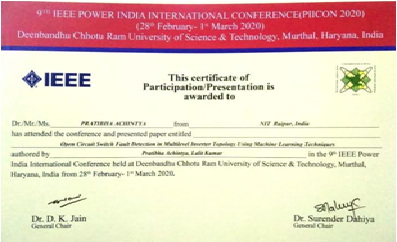 9TH IEEE POWER INDIA INTERNATIONAL CONFERENCE(PIICON 2020)
(28th February- 1st March 2020)
Deenbandhu Chhotu Ram University of Science & Technology, Murthal, Haryana, India
IEEE
This certificate of
Participation/Presentation is
awarded to
Dr./Mr./Ms. PRATIBHA ACHINTYA from NIT Raipur, India
has attended the conference and presented paper entitled
Open Circuit Switch Fault Detection in Multilevel Inverter Topology Using Machine Learning Techniques
authored by Pratibha Achintya, Lalit Kumar in the 9th IEEE Power
India International Conference held at Deenbandhu Chhotu Ram University of Science & Technology, Murthal,
Haryana, India from 28th February- 1st March 2020.
Dr. D. K. Jain
General Chair
Dr. Surender Dahiya
General Chair